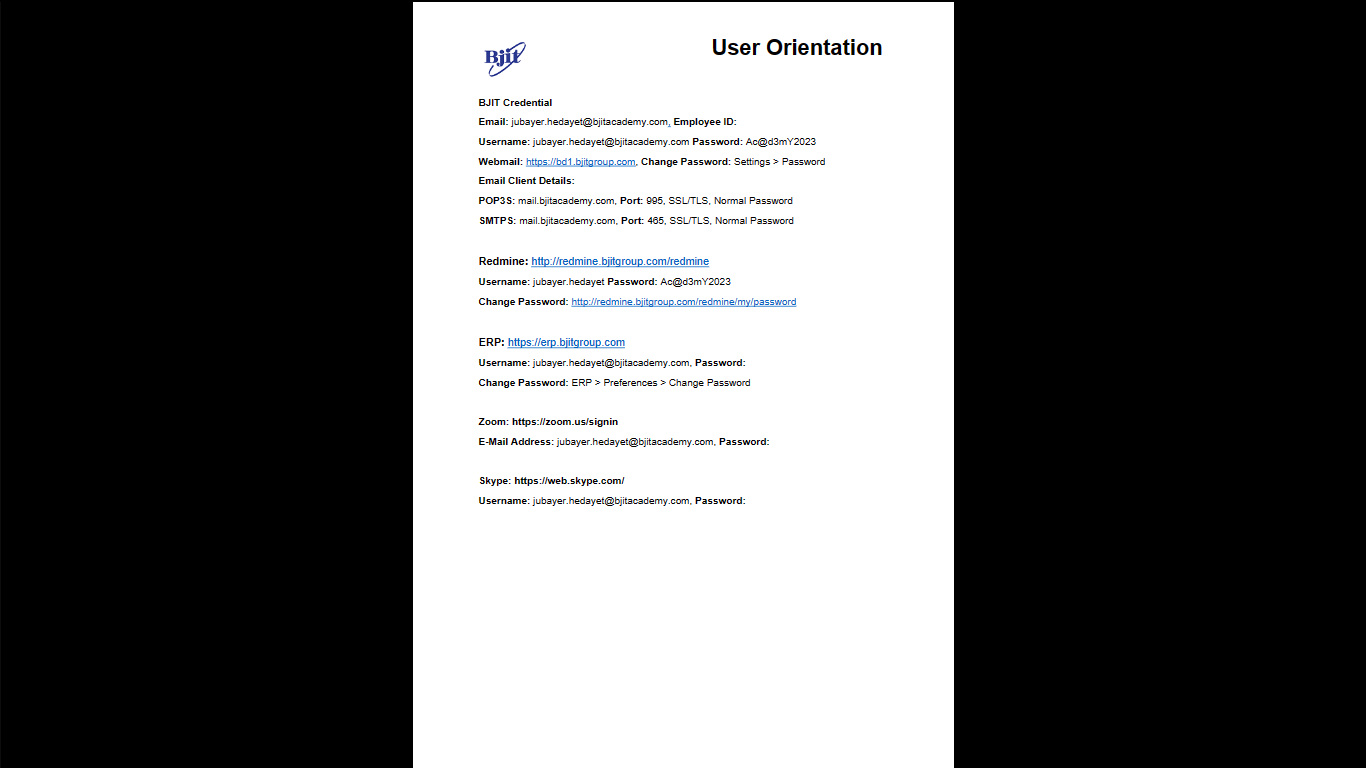 Bjit
User Orientation
BJIT Credential
Email: jubayer.hedayet@bjitacademy.com, Employee ID:
Username: jubayer.hedayet@bjitacademy.com Password: Ac@d3mY2023
Webmail: https://bd1.bjitgroup.com, Change Password: Settings > Password
Email Client Details:
POP3S: mail.bjitacademy.com, Port: 995, SSL/TLS, Normal Password
SMTPS: mail.bjitacademy.com, Port: 465, SSL/TLS, Normal Password
Redmine: http://redmine.bjitgroup.com/redmine
Username: jubayer.hedayet Password: Ac@d3mY2023
Change Password: http://redmine.bjitgroup.com/redmine/my/password
ERP: https://erp.bjitgroup.com
Username: jubayer.hedayet@bjitacademy.com, Password:
Change Password: ERP > Preferences > Change Password
Zoom: https://zoom.us/signin
E-Mail Address: jubayer.hedayet@bjitacademy.com, Password:
Skype: https://web.skype.com/
Username: jubayer.hedayet@bjitacademy.com, Password: